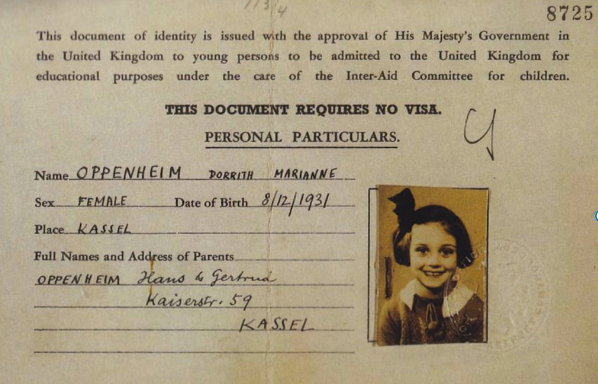 8725
This document of identity is issued with the approval of His Majesty's Government in
the United Kingdom to young persons to be admitted to the United Kingdom for
educational purposes under the care of the Inter-Aid Committee for children.
THIS DOCUMENT REQUIRES NO VISA.
PERSONAL PARTICULARS.
Name OPPENHEIM DORRITH MARIANNE
Sex FEMALE Date of Birth 8/12/1931
Place KASSEL
Full Names and Address of Parents
OPPENHEIM Hans & Gertrud
Kaiserstr. 59
KASSEL